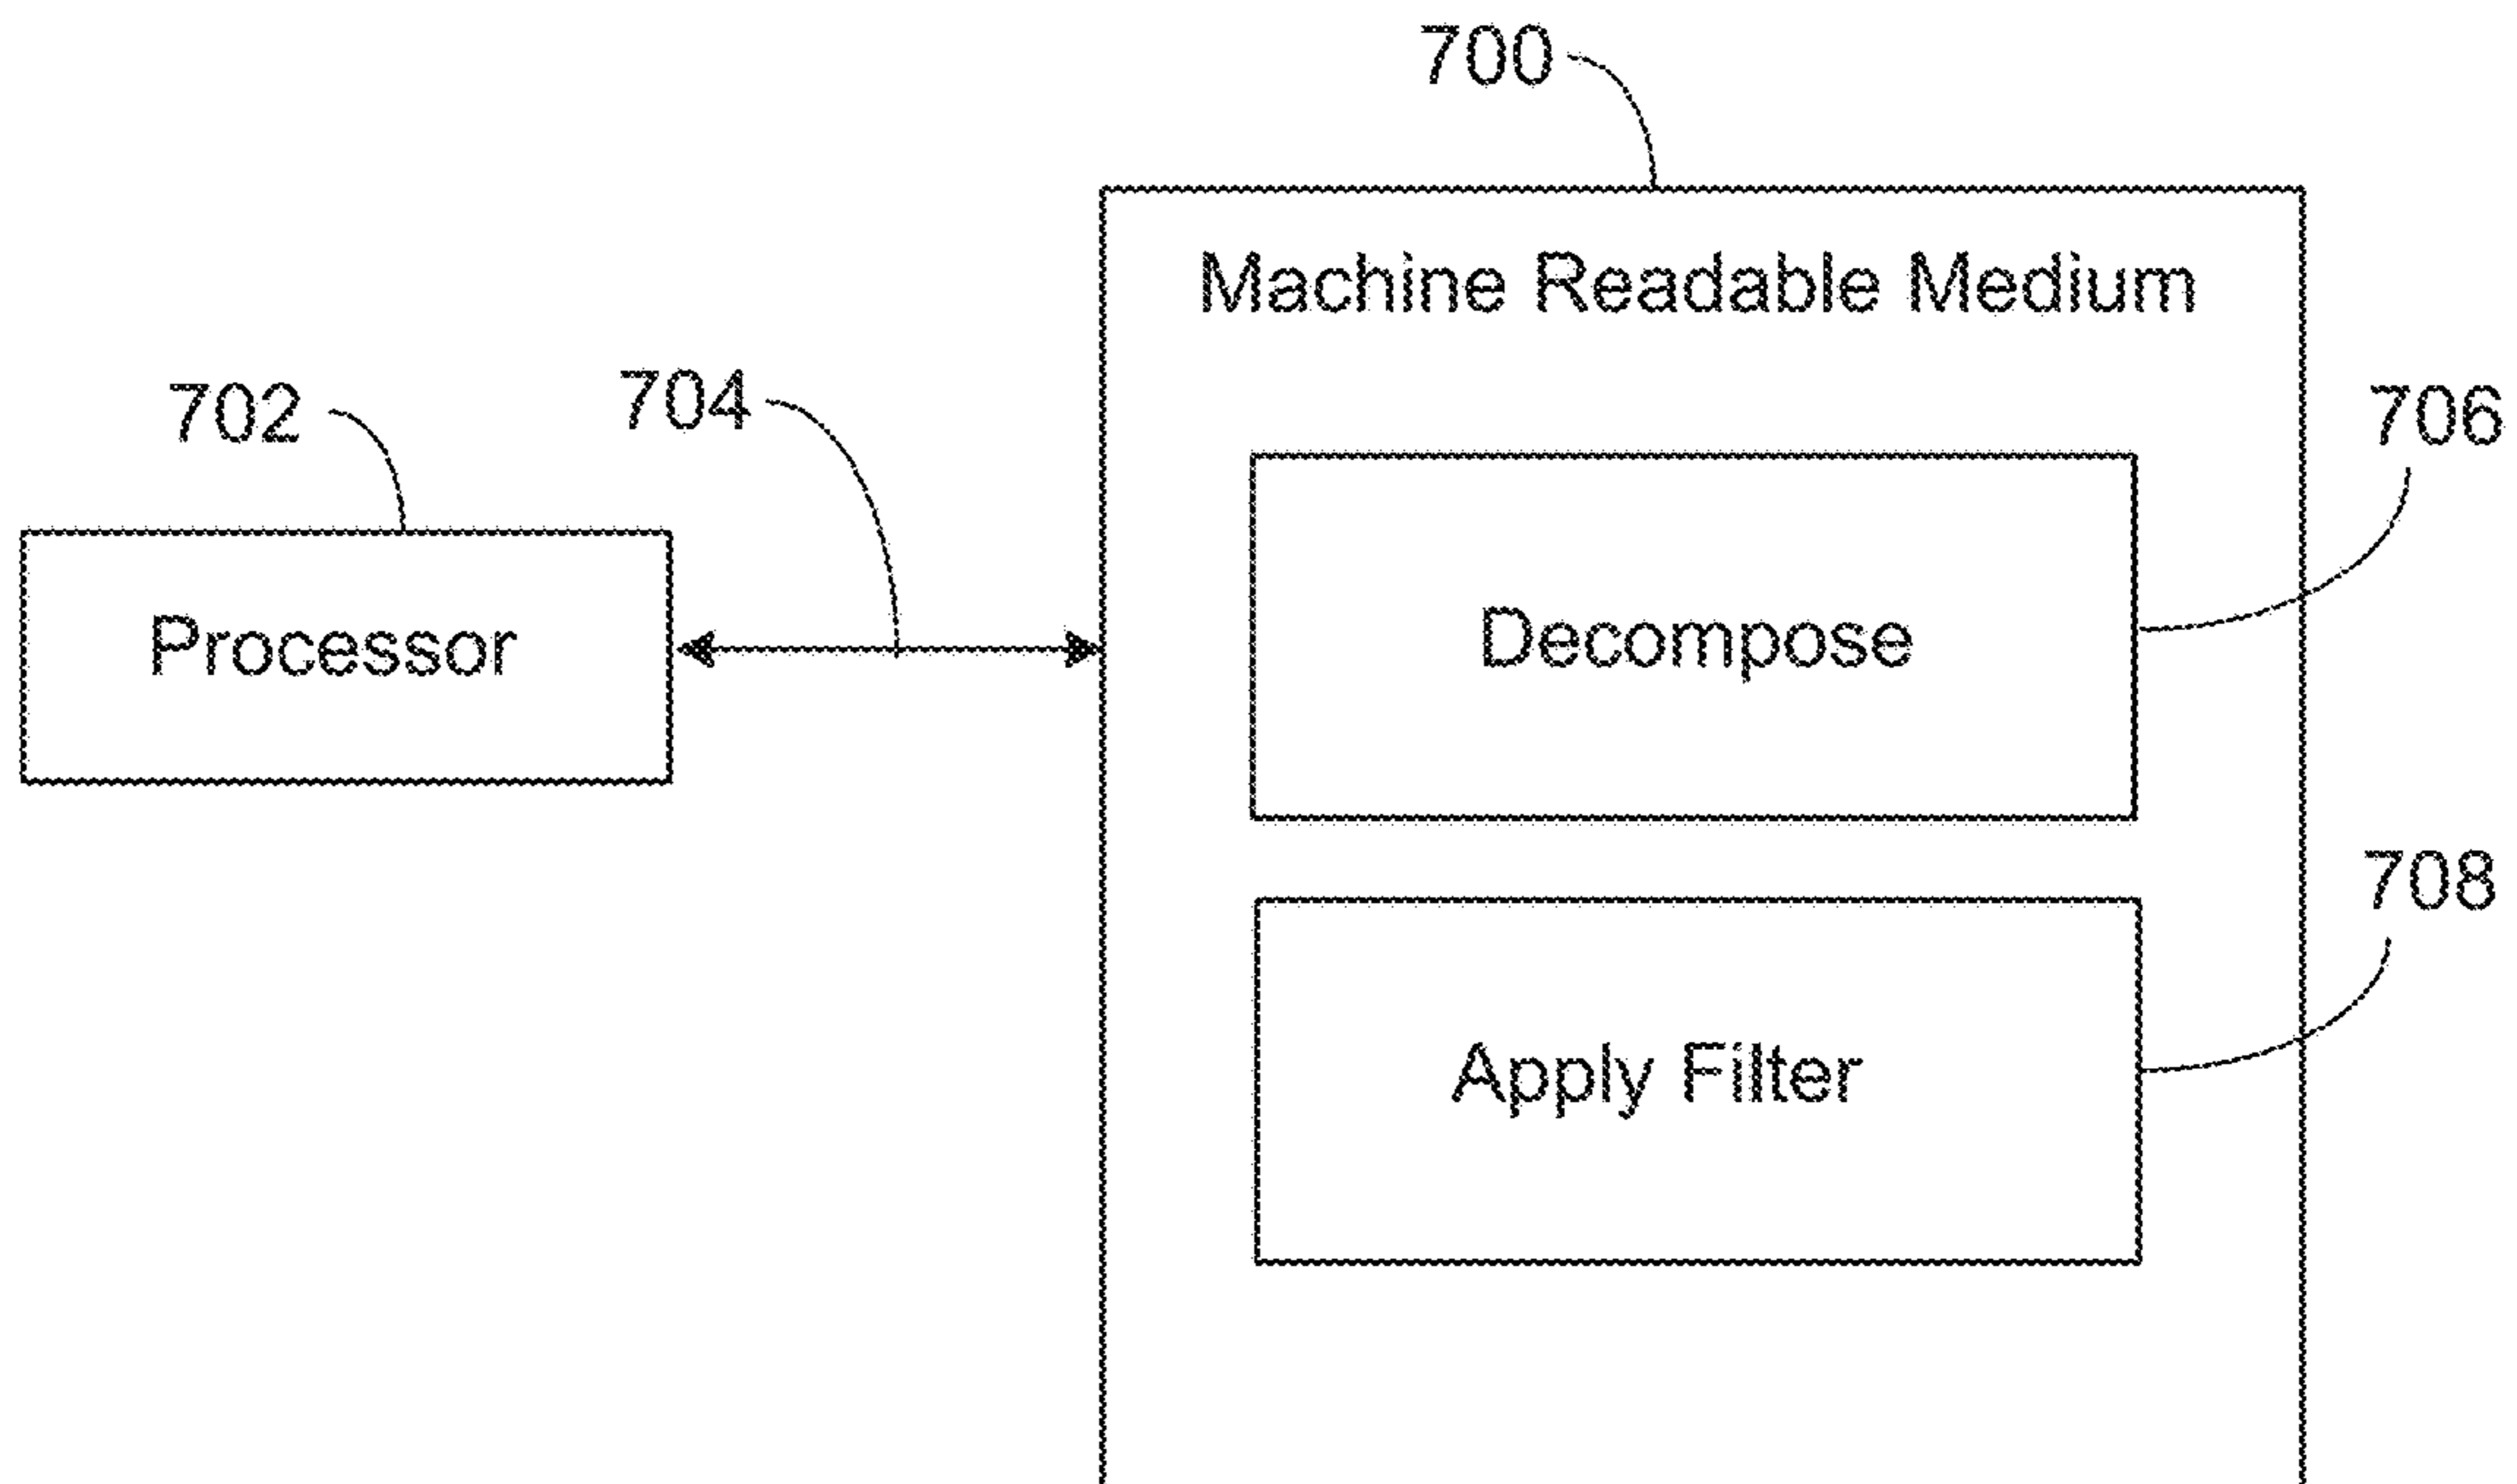 700
Machine Readable Medium
702
704
706
Processor
Decompose
708
Apply Filter